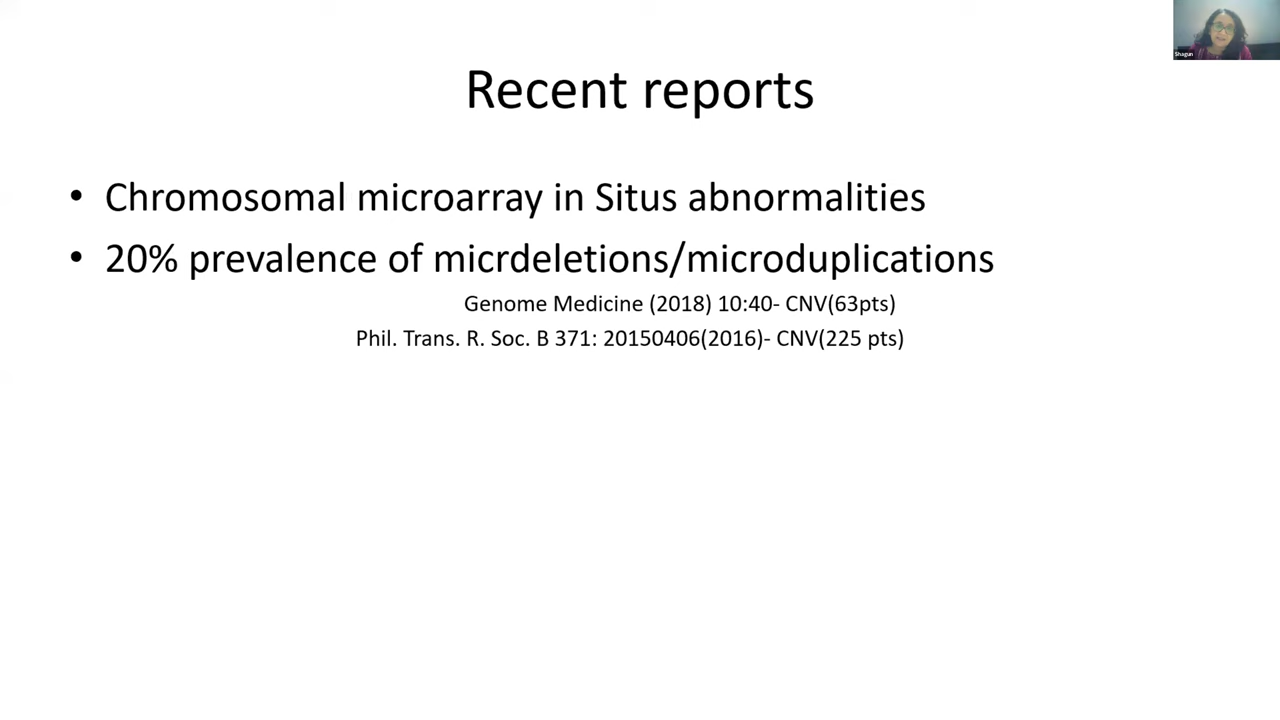 Shagun
Recent reports
• Chromosomal microarray in Situs abnormalities
• 20% prevalence of micrdeletions/microduplications
Genome Medicine (2018) 10:40- CNV(63pts)
Phil. Trans. R. Soc. B 371: 20150406(2016)- CNV(225 pts)